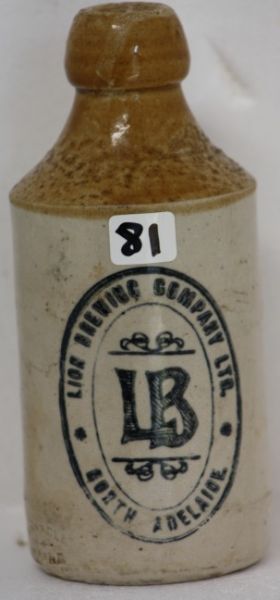 81
LION BREWING COMPANY LTD.
LB
NORTH ADELAIDE.